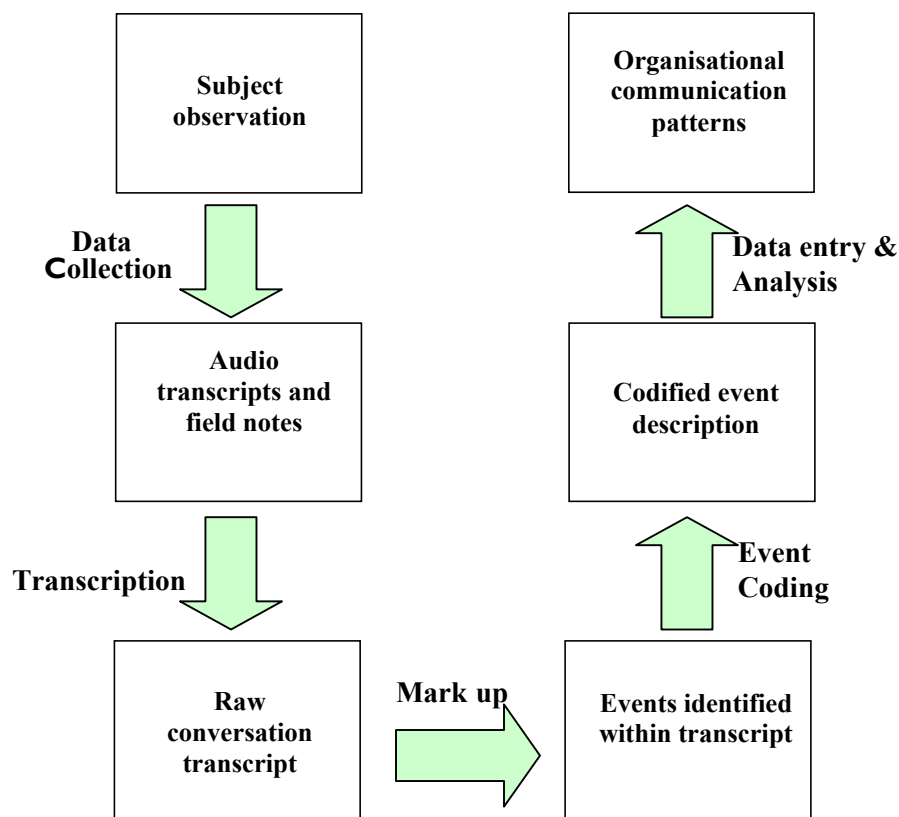 Subject
observation
Data
Collection
Audio
transcripts and
field notes
Transcription
Raw
conversation
transcript
Mark up
Events identified
within transcript
Event
Coding
Codified event
description
Data entry &
Analysis
Organisational
communication
patterns